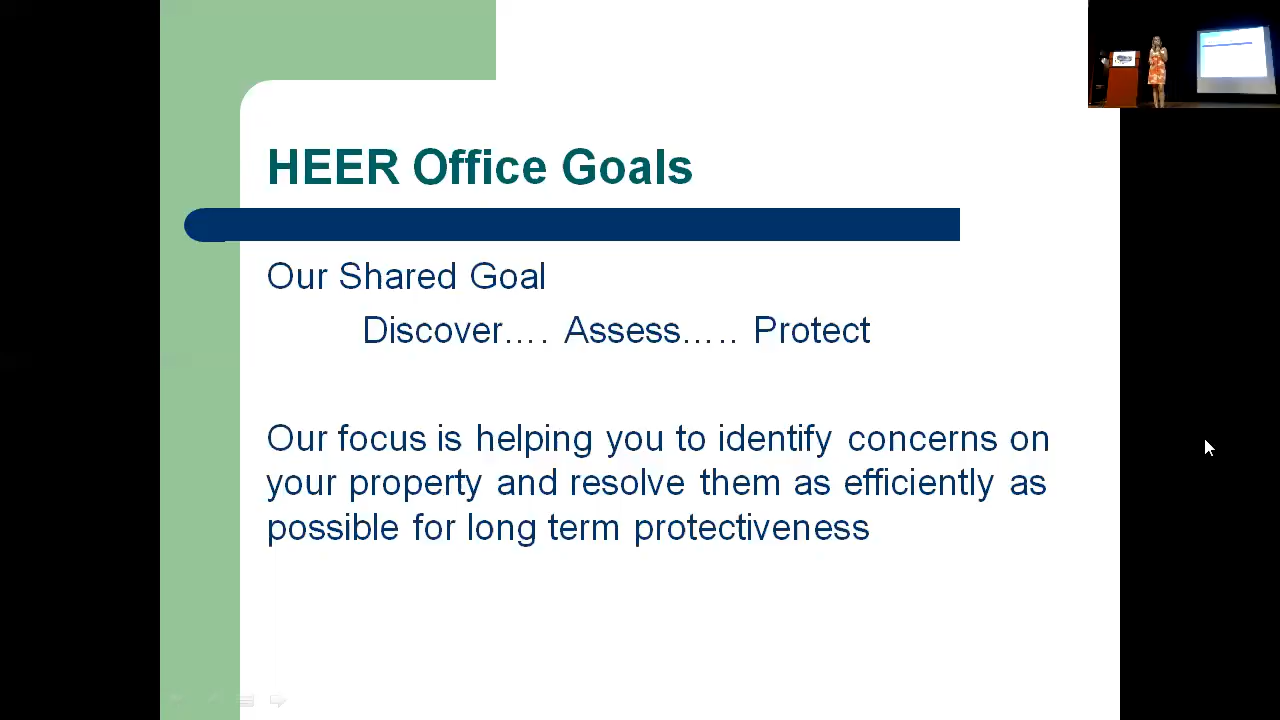 HEER Office Goals
Our Shared Goal
Discover.... Assess..... Protect
Our focus is helping you to identify concerns on
your property and resolve them as efficiently as
possible for long term protectiveness